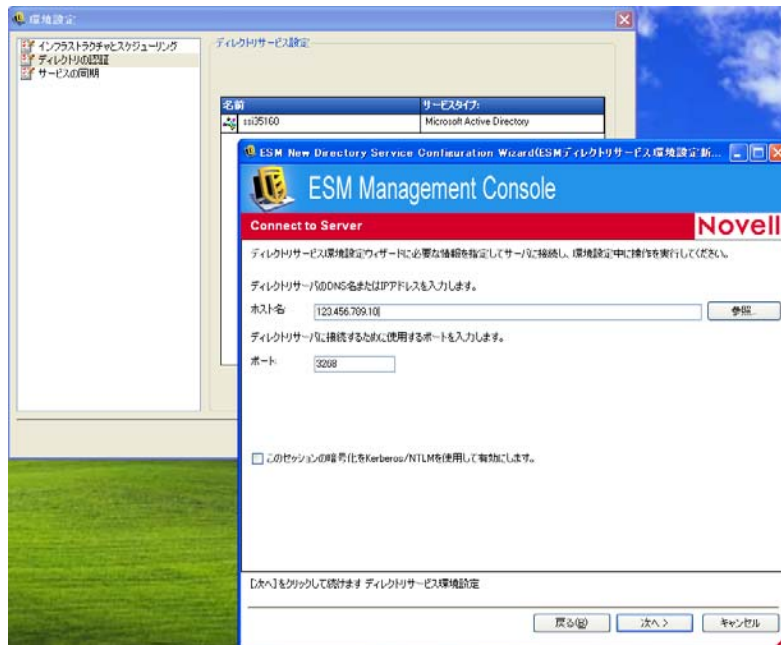 環境設定
インフラストラクチャとスケジューリング
ディレクトリの認証
サービスの同期
ディレクトリサービス設定
名前 サービスタイプ:
ssi35160 Microsoft Active Directory
ESM New Directory Service Configuration Wizard(ESMディレクトリサービス環境設定新...
ESM Management Console
Connect to Server
Novell
ディレクトリサービス環境設定ウィザードに必要な情報を指定してサーバに接続し、環境設定中に操作を実行してください。
ディレクトリサーバのDNS名またはIPアドレスを入力します。
ホスト名: 123.456.789.10 参照...
ディレクトリサーバに接続するために使用するポートを入力します。
ポート: 3268
このセッションの暗号化をKerberos/NTLMを使用して有効にします。
[次へ]をクリックして続けます ディレクトリサービス環境設定
戻る(B) 次へ > キャンセル